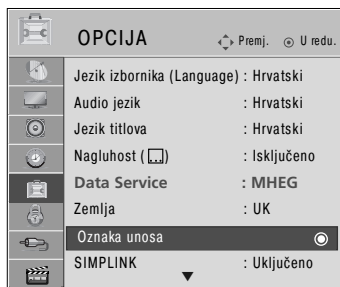 OPCIJA Premj. U redu.
Jezik izbornika (Language) : Hrvatski
Audio jezik : Hrvatski
Jezik titlova : Hrvatski
Nagluhost ( ) : Isključeno
Data Service : MHEG
Zemlja : UK
Oznaka unosa
SIMPLINK : Uključeno